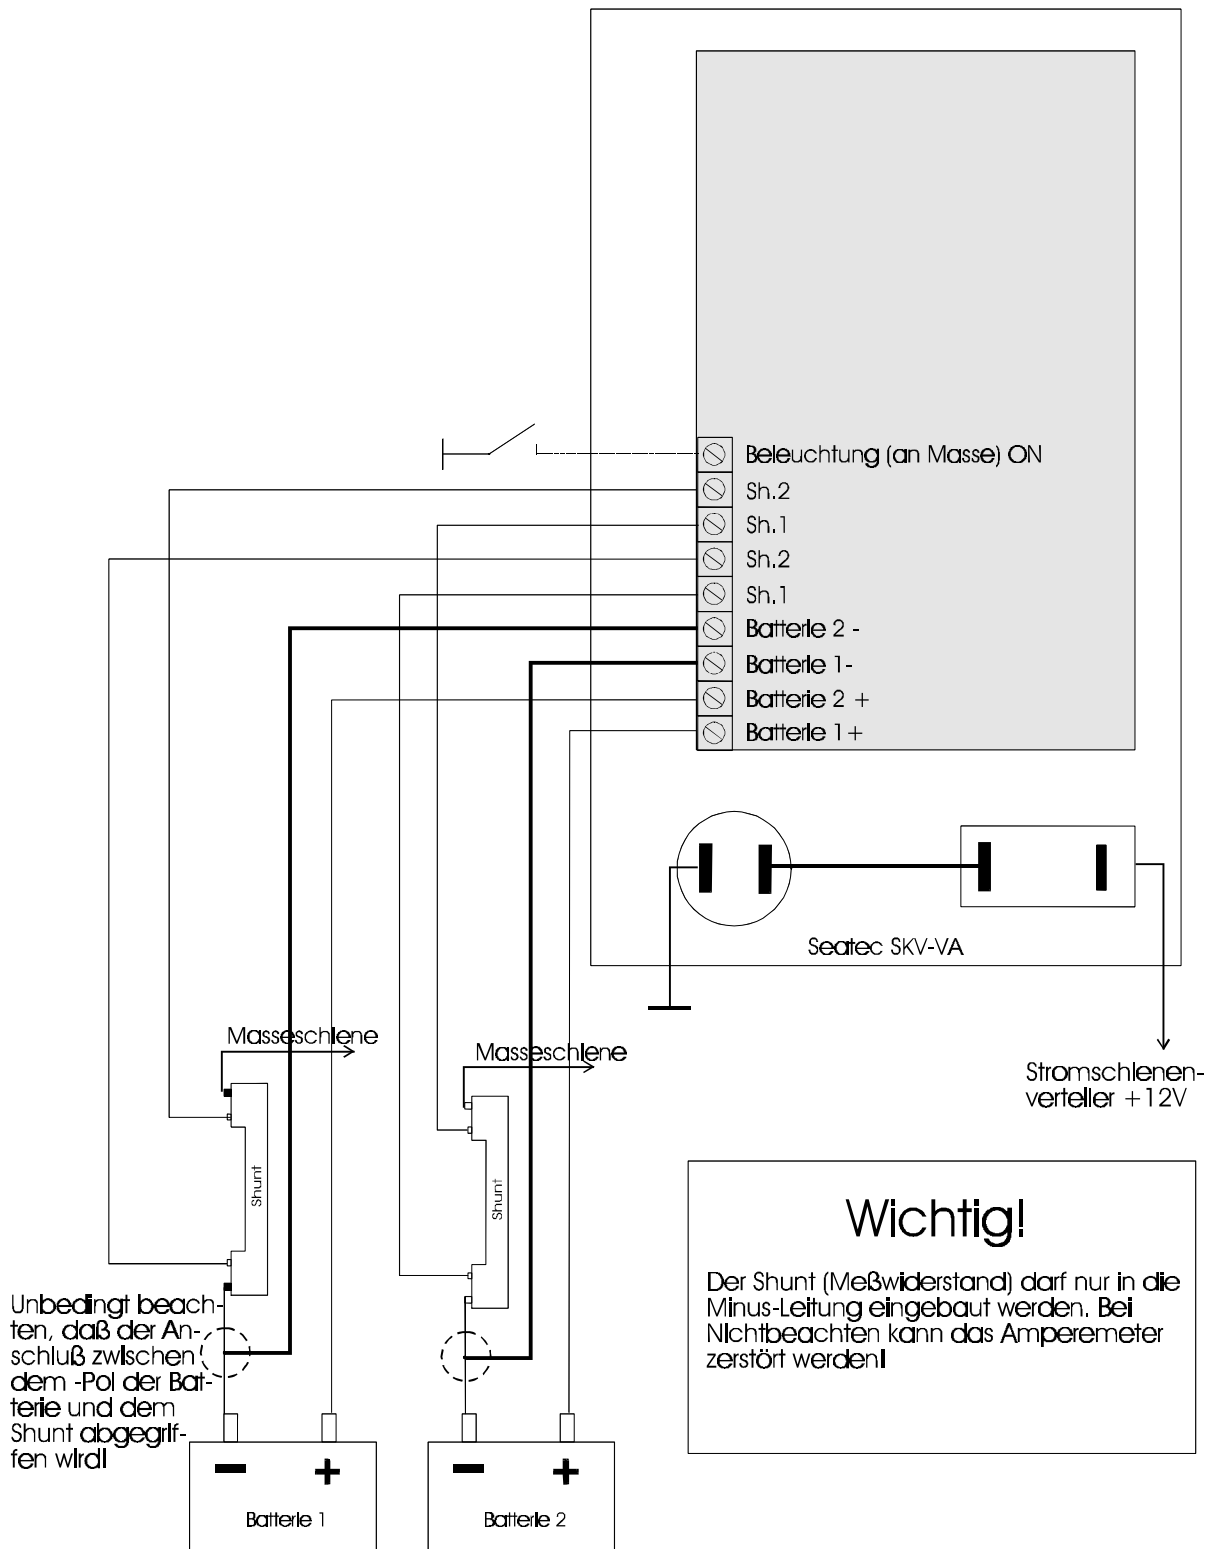 Beleuchtung (an Masse) ON
Sh.2
Sh.1
Sh.2
Sh.1
Batterie 2 -
Batterie 1-
Batterie 2 +
Batterie 1+
Seatec SKV-VA
Masseschiene
Masseschiene
Stromschienen-
verteiler +12V
Shunt
Shunt
Wichtig!
Der Shunt (Meßwiderstand) darf nur in die
Minus-Leitung eingebaut werden. Bei
Nichtbeachten kann das Amperemeter
zerstört werden!
Unbedingt beach-
ten, daß der An-
schluß zwischen
dem -Pol der Bat-
terie und dem
Shunt abgegrif-
fen wird!
Batterie 1
Batterie 2